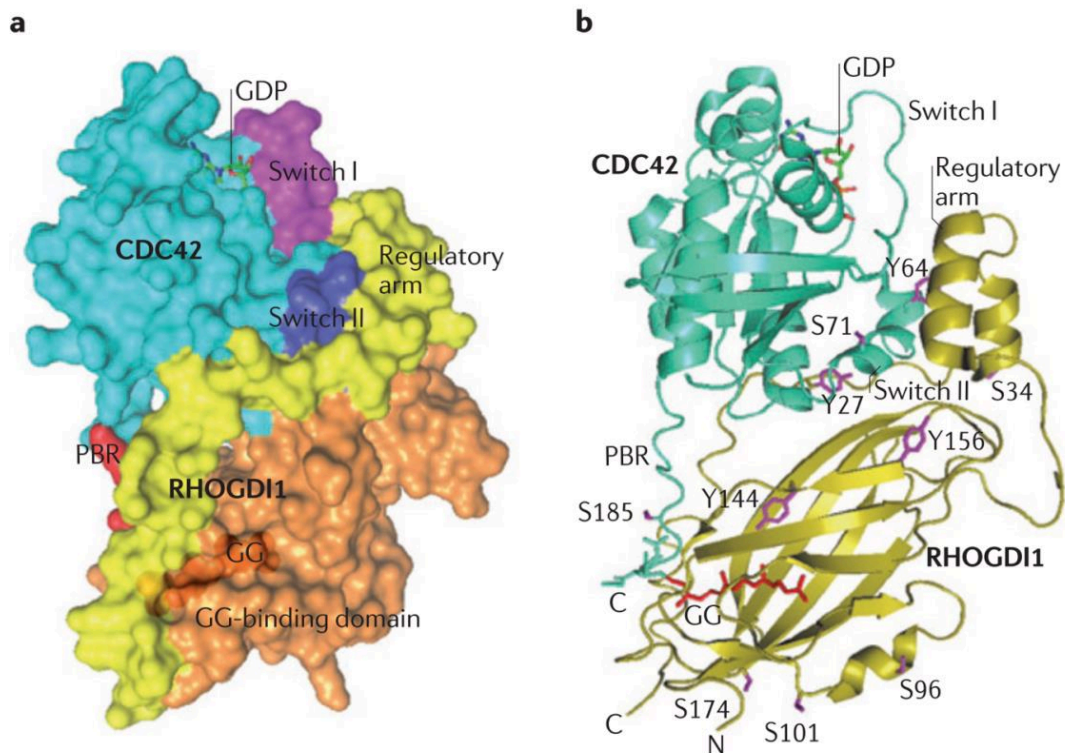 a
GDP
Switch I
CDC42
Regulatory
arm
Switch II
PBR
RHOGDI1
GG
GG-binding domain
b
GDP
Switch I
CDC42
Regulatory
arm
Y64
S71
Y27
Switch II
S34
PBR
Y156
Y144
S185
RHOGDI1
C
GG
S96
S174
S101
C
N